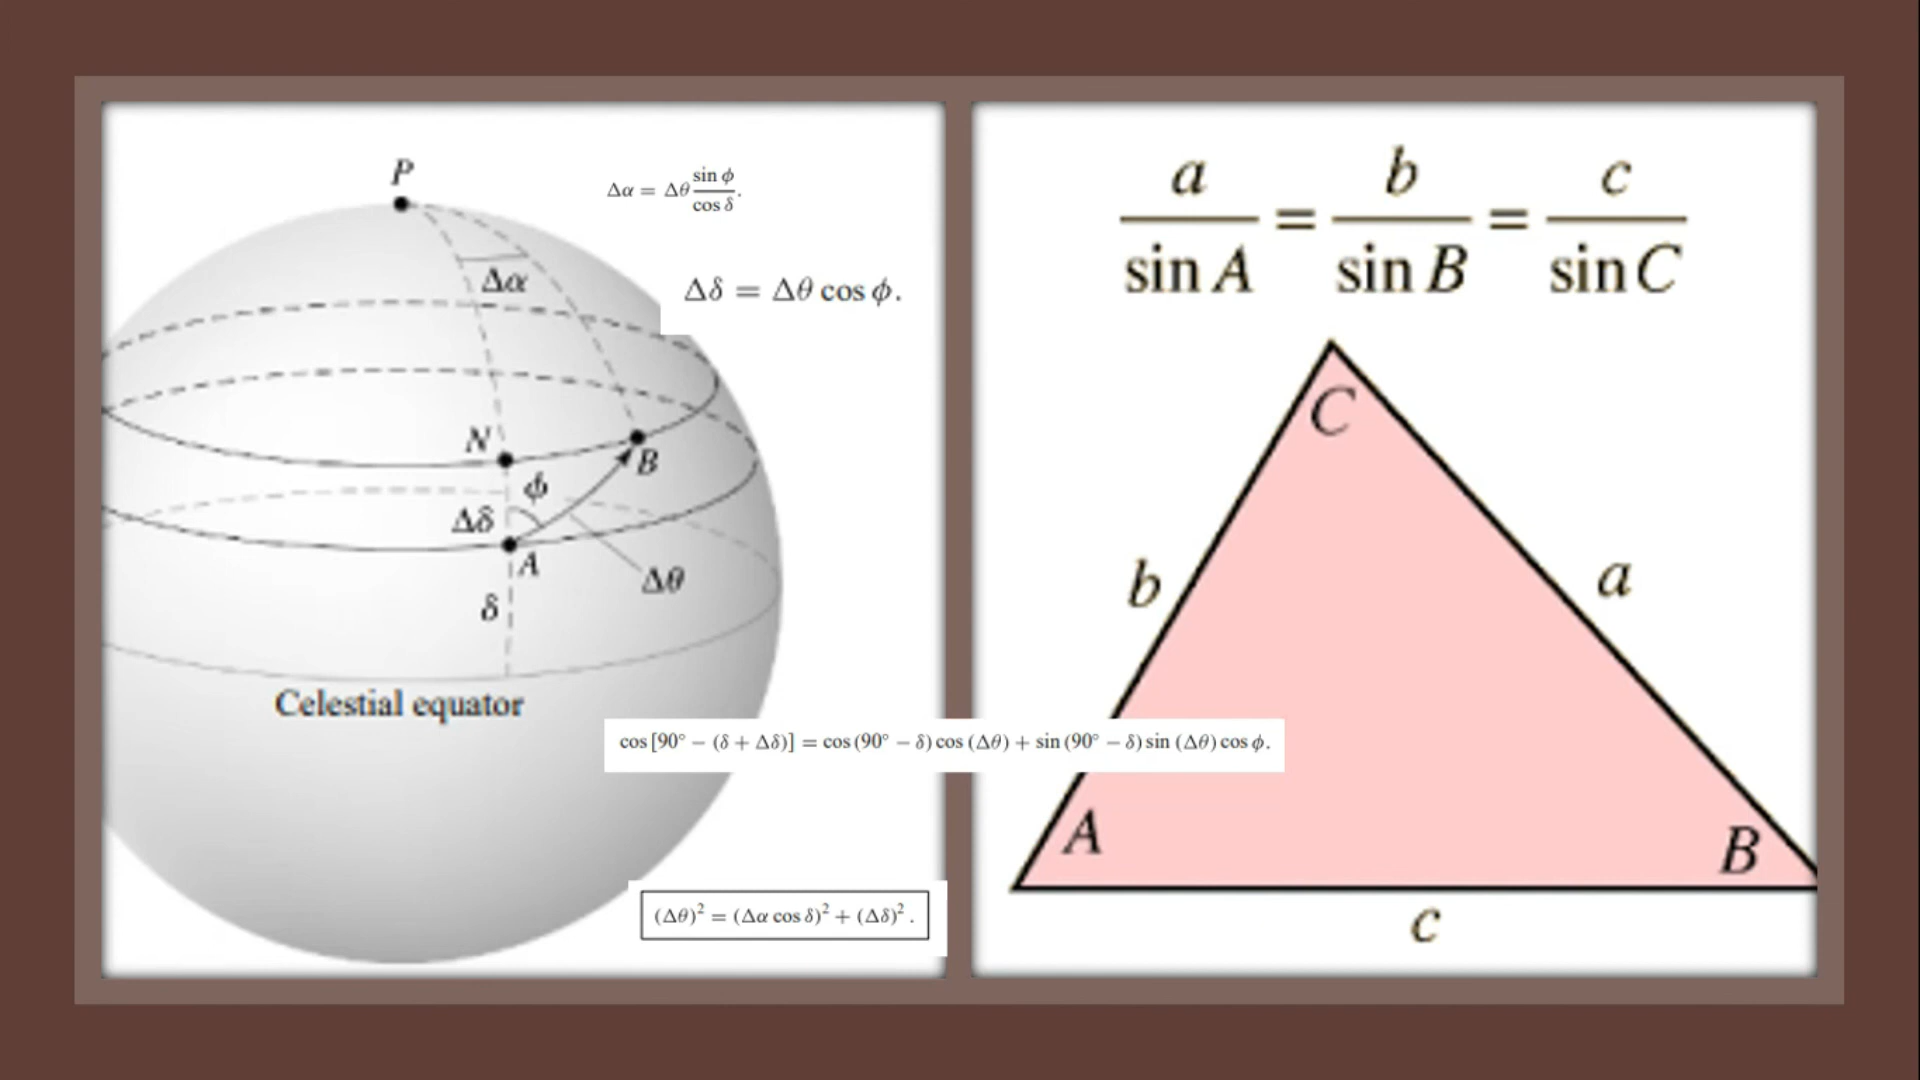 P
Δα = Δθ sin ϕ / cos δ.
Δα
Δδ = Δθ cos ϕ.
N
B
ϕ
Δδ
A
Δθ
δ
Celestial equator
cos [90° − (δ + Δδ)] = cos (90° − δ) cos (Δθ) + sin (90° − δ) sin (Δθ) cos ϕ.
(Δθ)² = (Δα cos δ)² + (Δδ)².
a / sin A = b / sin B = c / sin C
C
b
a
A
B
c